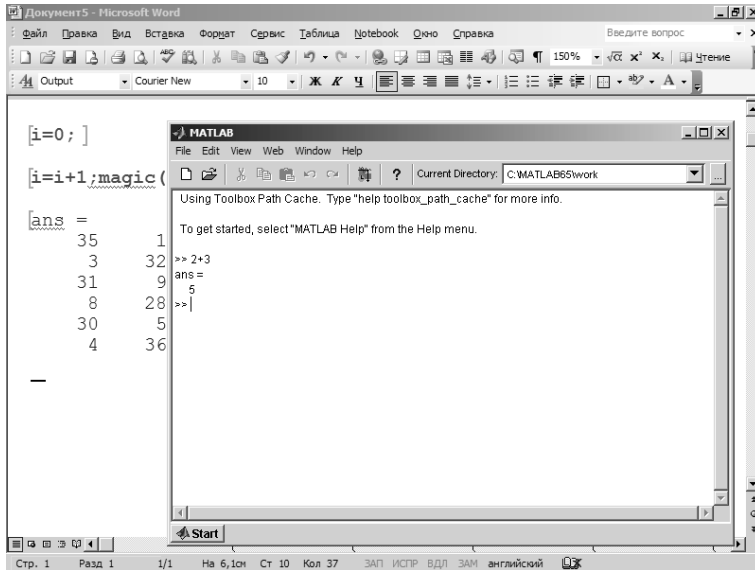 Документ5 - Microsoft Word
Файл Правка Вид Вставка Формат Сервис Таблица Notebook Окно Справка Введите вопрос
150% Чтение
Output Courier New 10 Ж К Ч
[i=0; ]
[i=i+1;magic(
[ans =
35 1
3 32
31 9
8 28
30 5
4 36
MATLAB
File Edit View Web Window Help
? Current Directory: C:\MATLAB65\work ...
Using Toolbox Path Cache. Type "help toolbox_path_cache" for more info.
To get started, select "MATLAB Help" from the Help menu.
>> 2+3
ans =
5
>>
Start
Стр. 1 Разд 1 1/1 На 6,1см Ст 10 Кол 37 ЗАП ИСПР ВДЛ ЗАМ английский